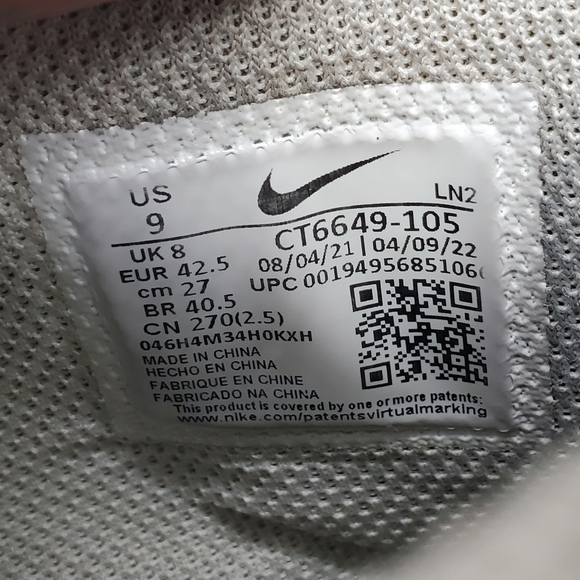 US
9
LN2
CT6649-105
UK 8
08/04/21 | 04/09/22
EUR 42.5
UPC 00194956851066
cm 27
BR 40.5
CN 270(2.5)
046H4M34H0KXH
MADE IN CHINA
HECHO EN CHINA
FABRIQUE EN CHINE
FABRICADO NA CHINA
This product is covered by one or more patents:
www.nike.com/patentsvirtualmarking